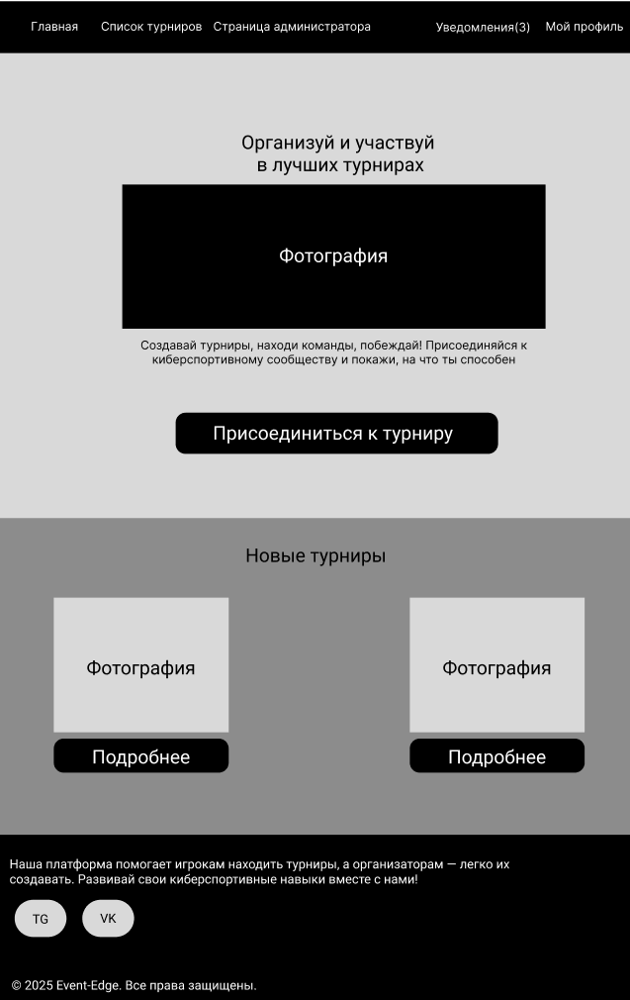 Главная Список турниров Страница администратора Уведомления(3) Мой профиль
Организуй и участвуй
в лучших турнирах
Фотография
Создавай турниры, находи команды, побеждай! Присоединяйся к
киберспортивному сообществу и покажи, на что ты способен
Присоединиться к турниру
Новые турниры
Фотография Фотография
Подробнее Подробнее
Наша платформа помогает игрокам находить турниры, а организаторам — легко их
создавать. Развивай свои киберспортивные навыки вместе с нами!
TG VK
© 2025 Event-Edge. Все права защищены.